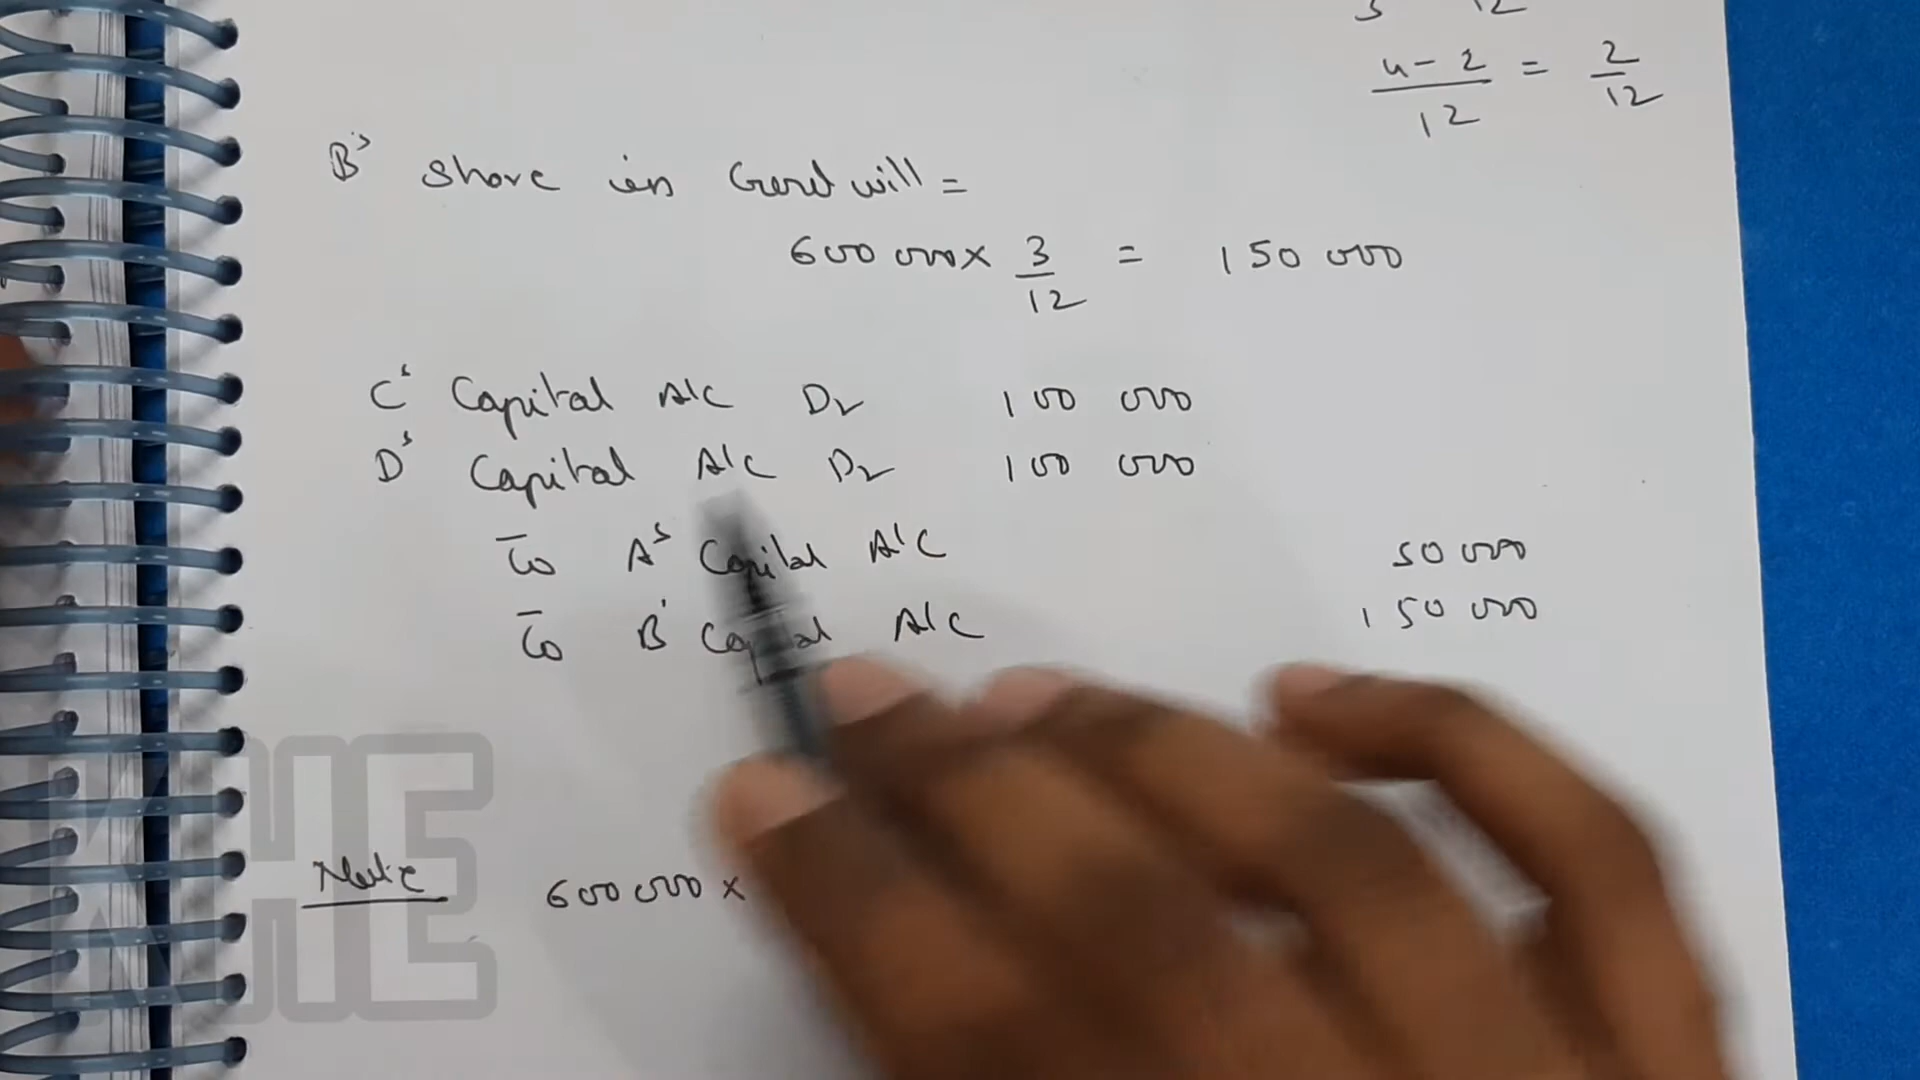 4-2/12 = 2/12
B's share in Goodwill =
600 000 x 3/12 = 150 000
C's Capital A/C Dr 100 000
D's Capital A/C Dr 100 000
To A's Capital A/C 50 000
To B' Capital A/C 150 000
Note 600 000 x
KHE